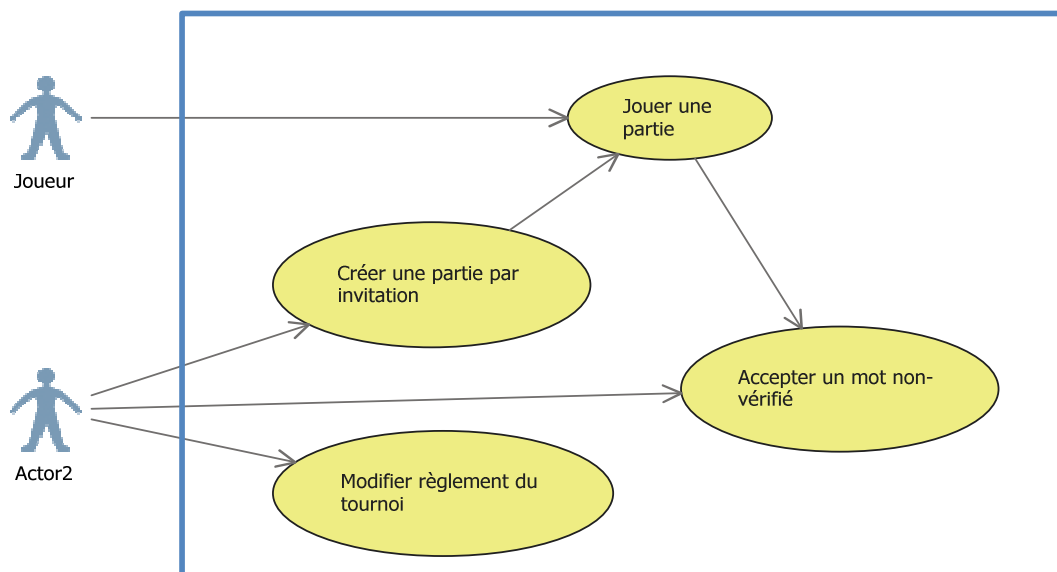 Jouer une
partie
Joueur
Créer une partie par
invitation
Accepter un mot non-
vérifié
Actor2
Modifier règlement du
tournoi